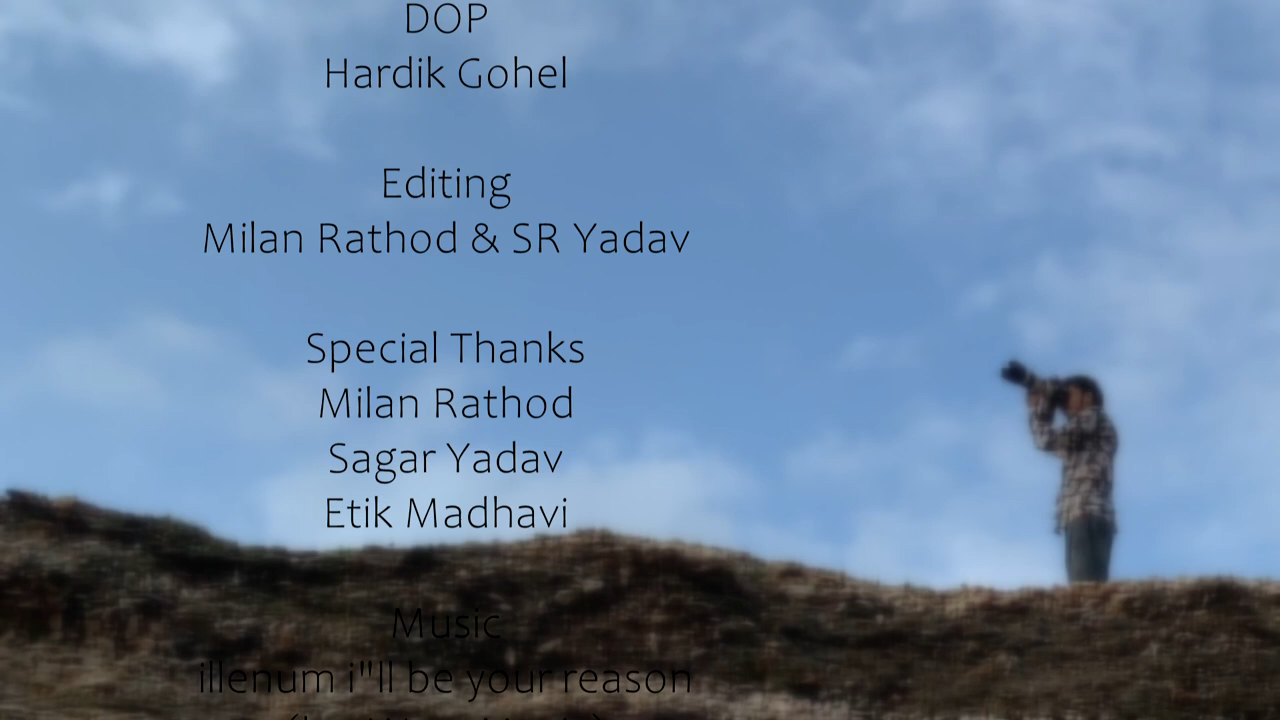 DOP
Hardik Gohel
Editing
Milan Rathod & SR Yadav
Special Thanks
Milan Rathod
Sagar Yadav
Etik Madhavi
Music
illenum i"ll be your reason